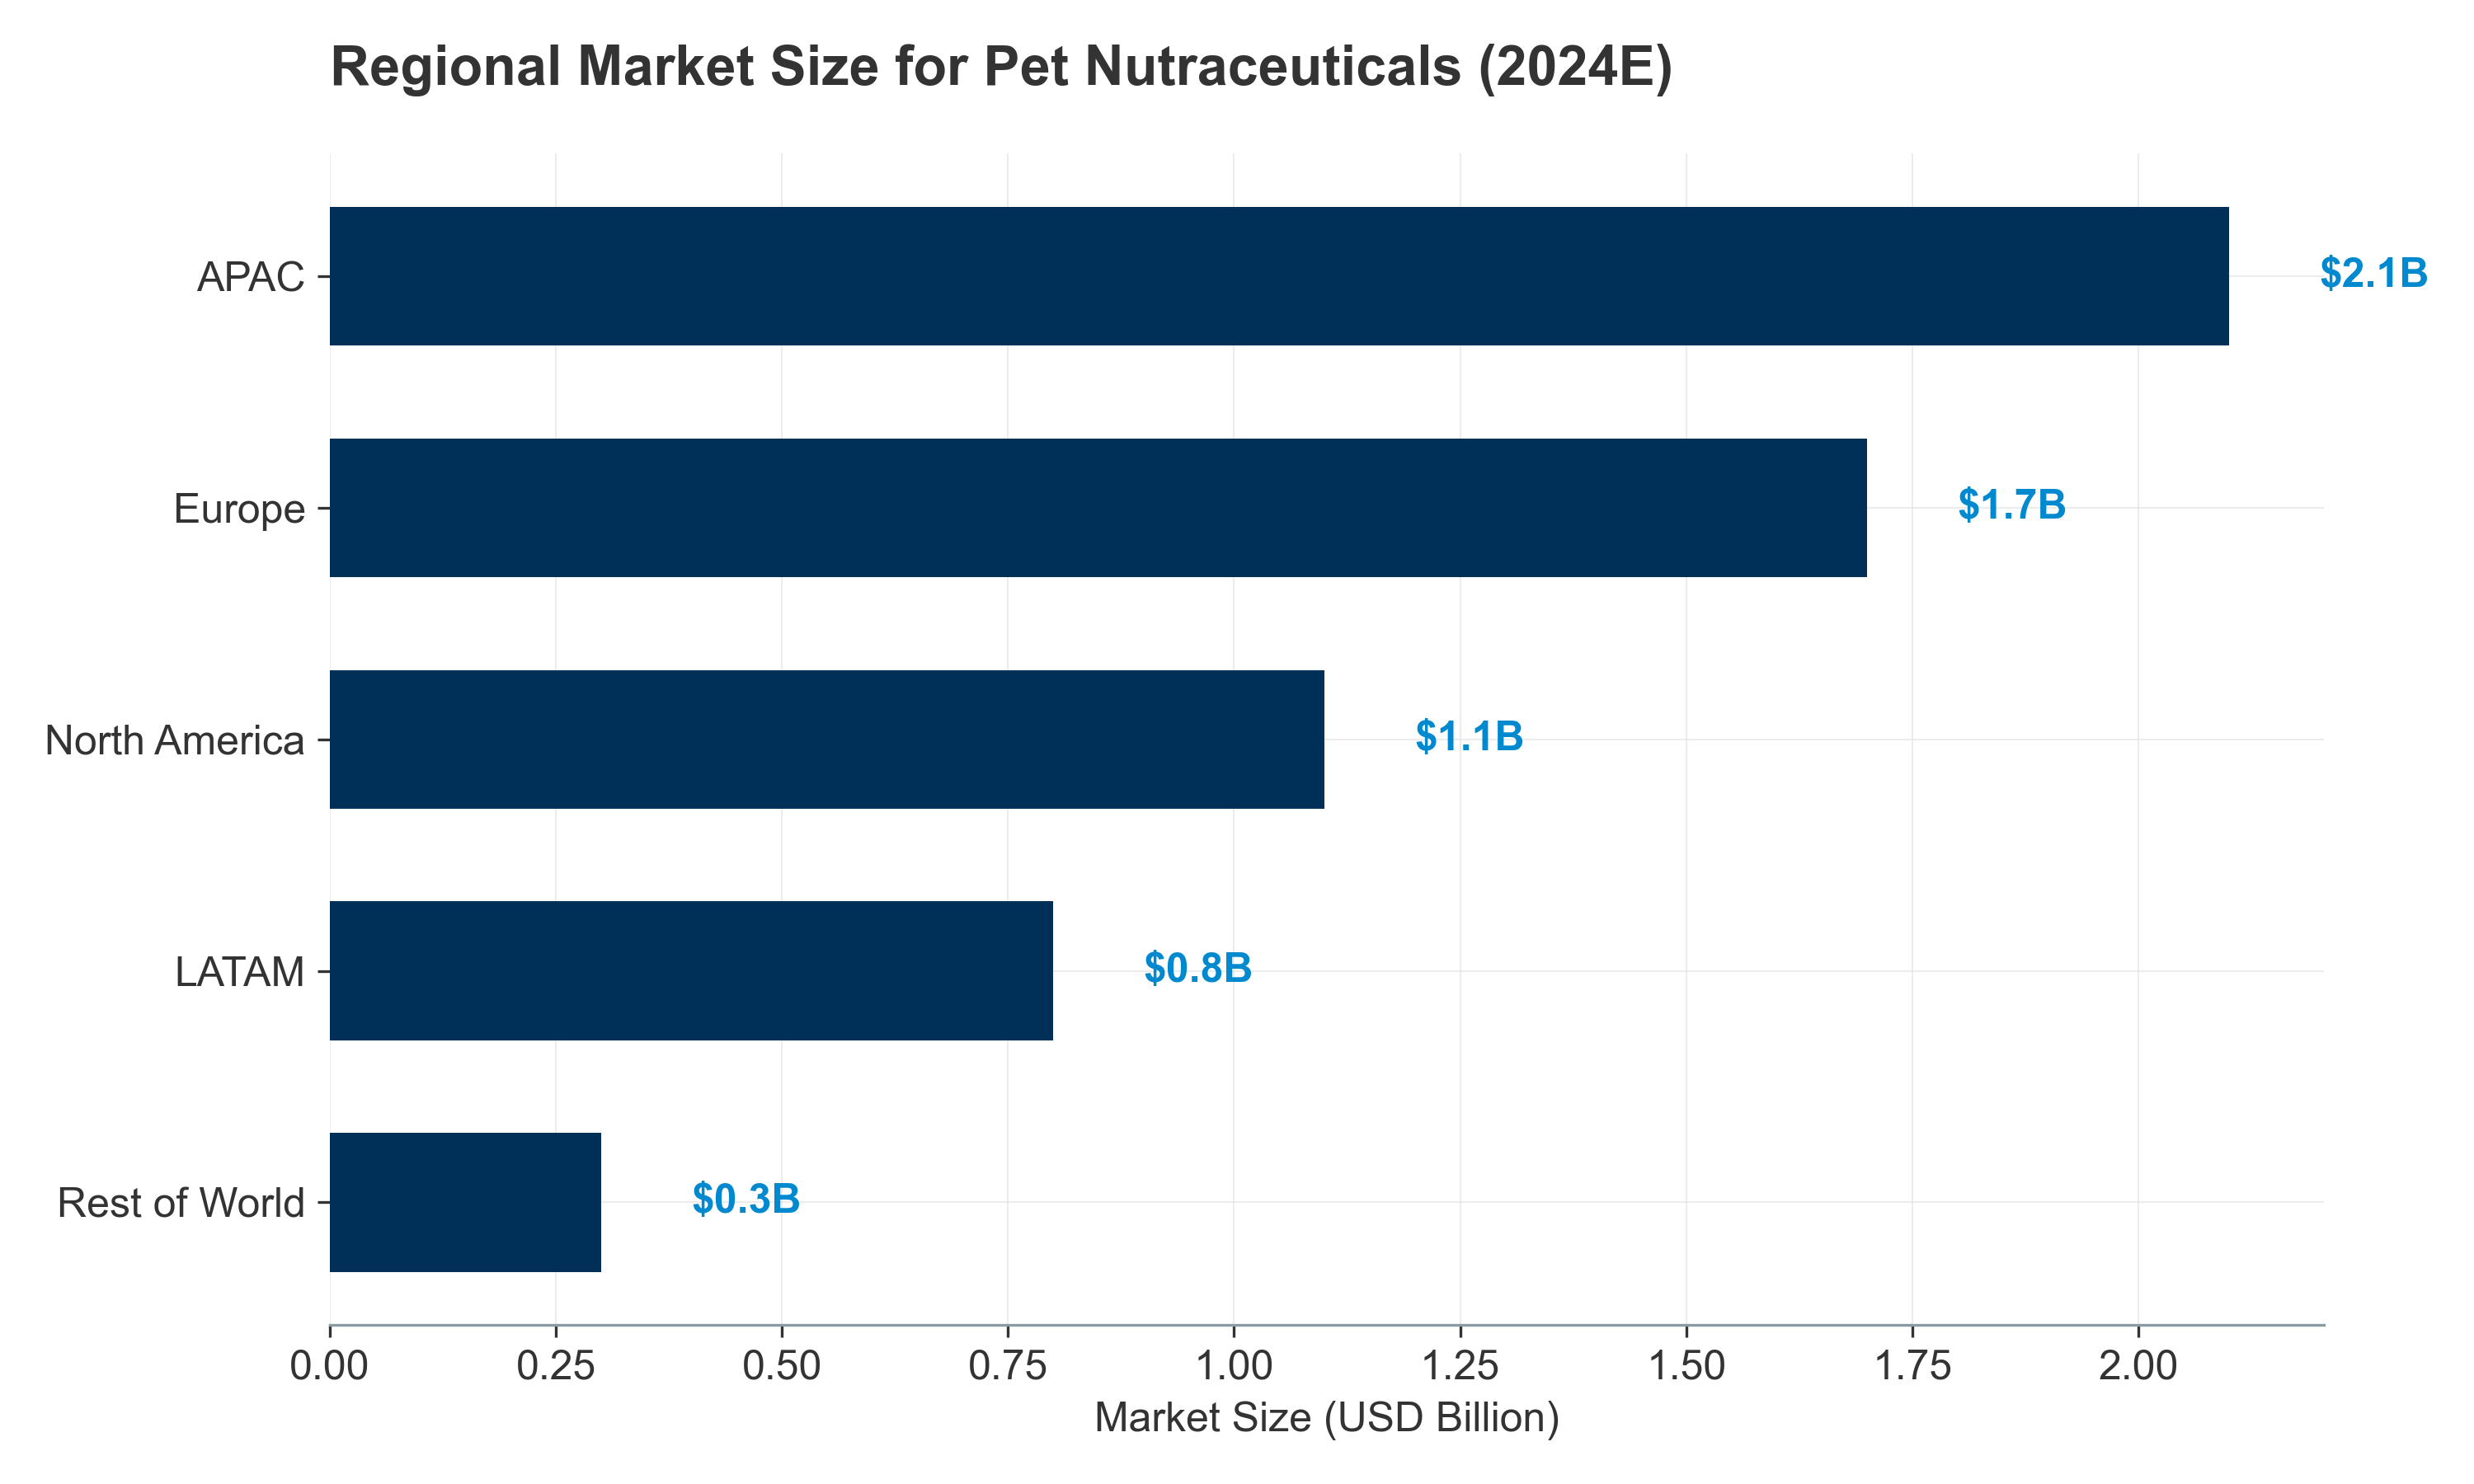 Regional Market Size for Pet Nutraceuticals (2024E)
APAC
$2.1B
Europe
$1.7B
North America
$1.1B
LATAM
$0.8B
Rest of World
$0.3B
0.00 0.25 0.50 0.75 1.00 1.25 1.50 1.75 2.00
Market Size (USD Billion)